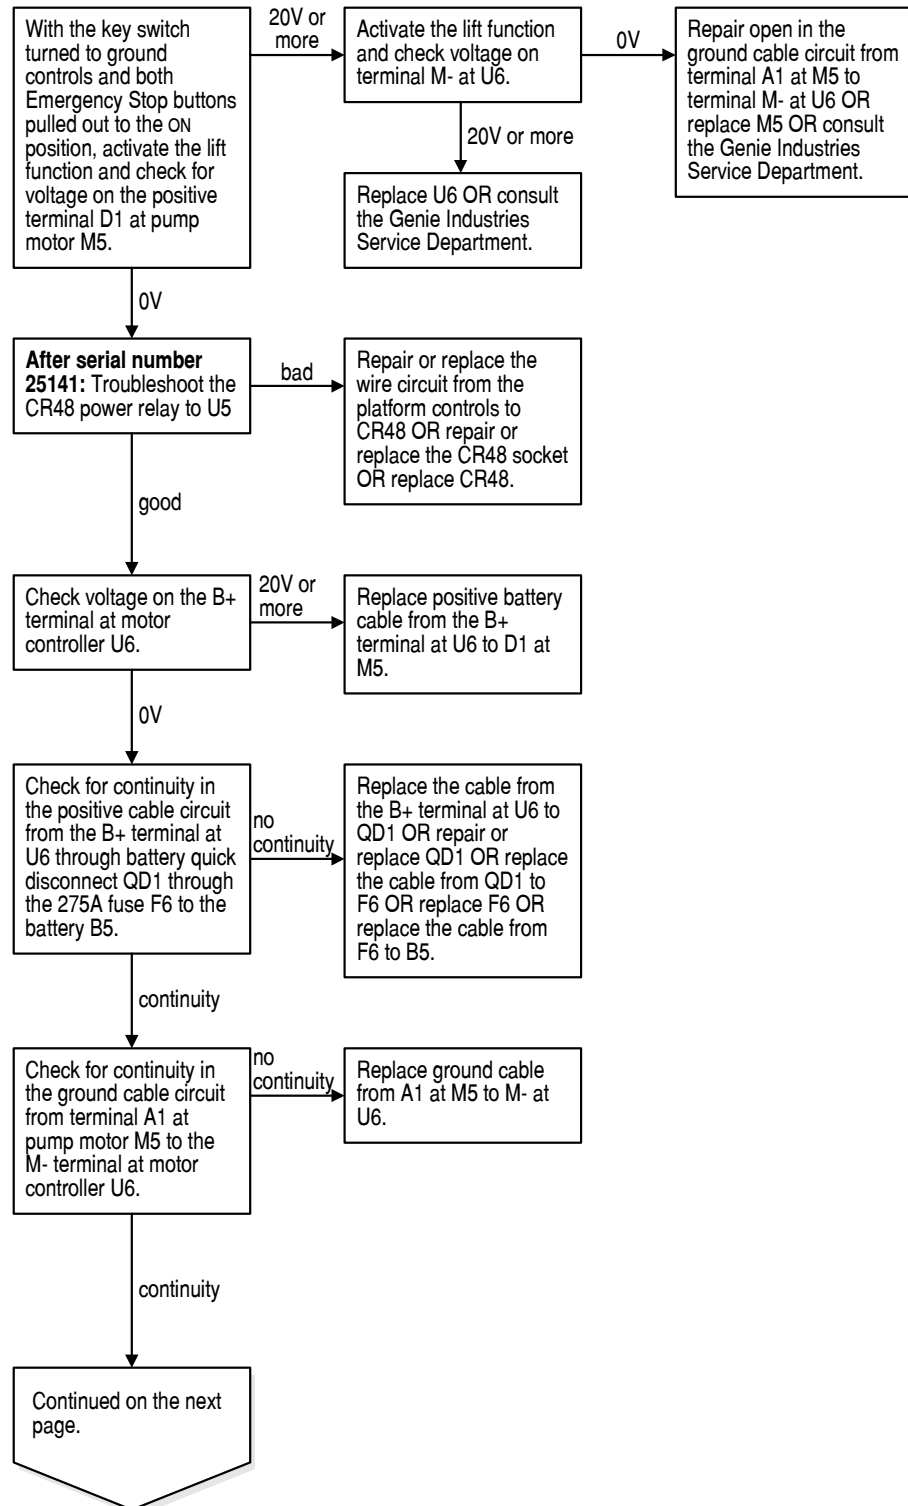 With the key switch
turned to ground
controls and both
Emergency Stop buttons
pulled out to the ON
position, activate the lift
function and check for
voltage on the positive
terminal D1 at pump
motor M5.
20V or
more
Activate the lift function
and check voltage on
terminal M- at U6.
0V
Repair open in the
ground cable circuit from
terminal A1 at M5 to
terminal M- at U6 OR
replace M5 OR consult
the Genie Industries
Service Department.
20V or more
Replace U6 OR consult
the Genie Industries
Service Department.
0V
After serial number
25141: Troubleshoot the
CR48 power relay to U5
bad
Repair or replace the
wire circuit from the
platform controls to
CR48 OR repair or
replace the CR48 socket
OR replace CR48.
good
Check voltage on the B+
terminal at motor
controller U6.
20V or
more
Replace positive battery
cable from the B+
terminal at U6 to D1 at
M5.
0V
Check for continuity in
the positive cable circuit
from the B+ terminal at
U6 through battery quick
disconnect QD1 through
the 275A fuse F6 to the
battery B5.
no
continuity
Replace the cable from
the B+ terminal at U6 to
QD1 OR repair or
replace QD1 OR replace
the cable from QD1 to
F6 OR replace F6 OR
replace the cable from
F6 to B5.
continuity
Check for continuity in
the ground cable circuit
from terminal A1 at
pump motor M5 to the
M- terminal at motor
controller U6.
no
continuity
Replace ground cable
from A1 at M5 to M- at
U6.
continuity
Continued on the next
page.